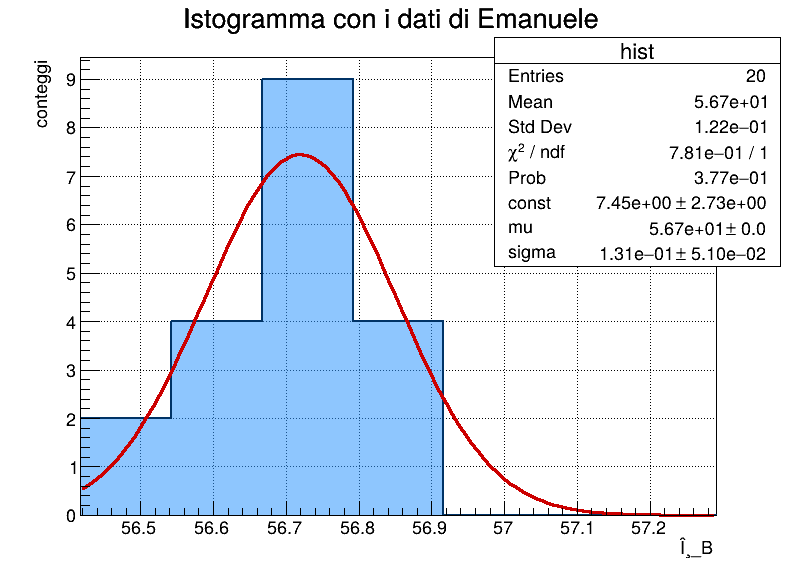 Istogramma con i dati di Emanuele
conteggi
hist
Entries 20
Mean 5.67e+01
Std Dev 1.22e−01
χ² / ndf 7.81e−01 / 1
Prob 3.77e−01
const 7.45e+00 ± 2.73e+00
mu 5.67e+01 ± 0.0
sigma 1.31e−01 ± 5.10e−02
9
8
7
6
5
4
3
2
1
0
56.5 56.6 56.7 56.8 56.9 57 57.1 57.2
Î¸_B